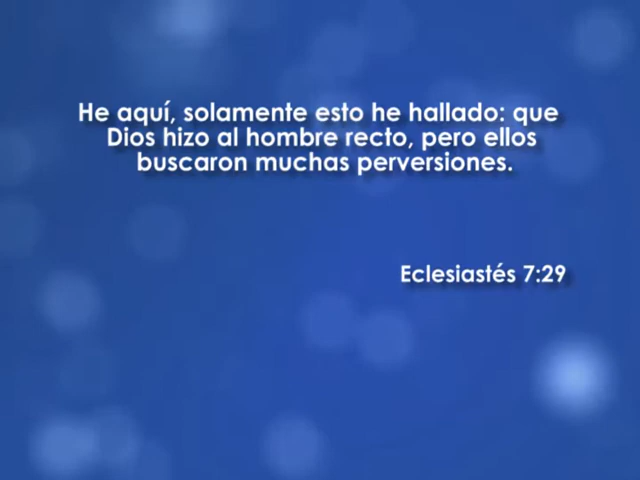 He aquí, solamente esto he hallado: que
Dios hizo al hombre recto, pero ellos
buscaron muchas perversiones.
Eclesiastés 7:29